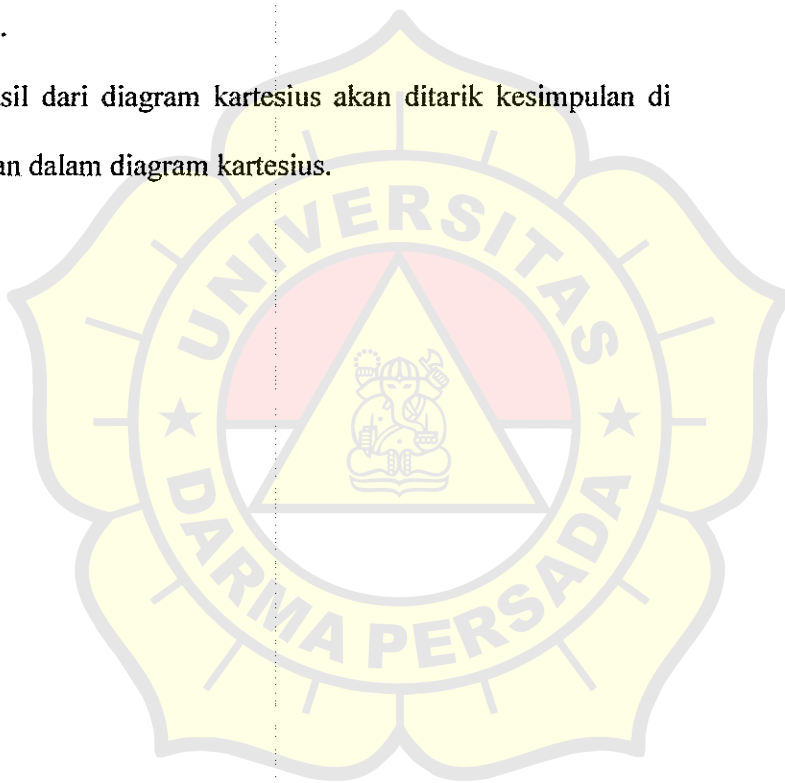 .
sil dari diagram kartesius akan ditarik kesimpulan di
an dalam diagram kartesius.
UNIVERSITAS
DARMA PERSADA